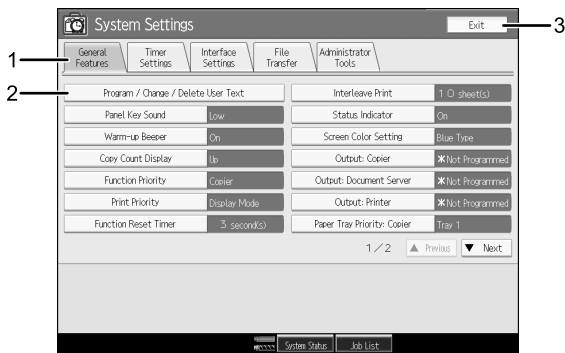 System Settings
Exit
3
1
General Features
Timer Settings
Interface Settings
File Transfer
Administrator Tools
2
Program / Change / Delete User Text
Interleave Print
10 sheet(s)
Panel Key Sound
Low
Status Indicator
On
Warm-up Beeper
On
Screen Color Setting
Blue Type
Copy Count Display
Up
Output: Copier
✱Not Programmed
Function Priority
Copier
Output: Document Server
✱Not Programmed
Print Priority
Display Mode
Output: Printer
✱Not Programmed
Function Reset Timer
3 second(s)
Paper Tray Priority: Copier
Tray 1
1/2
▲ Previous
▼ Next
System Status
Job List